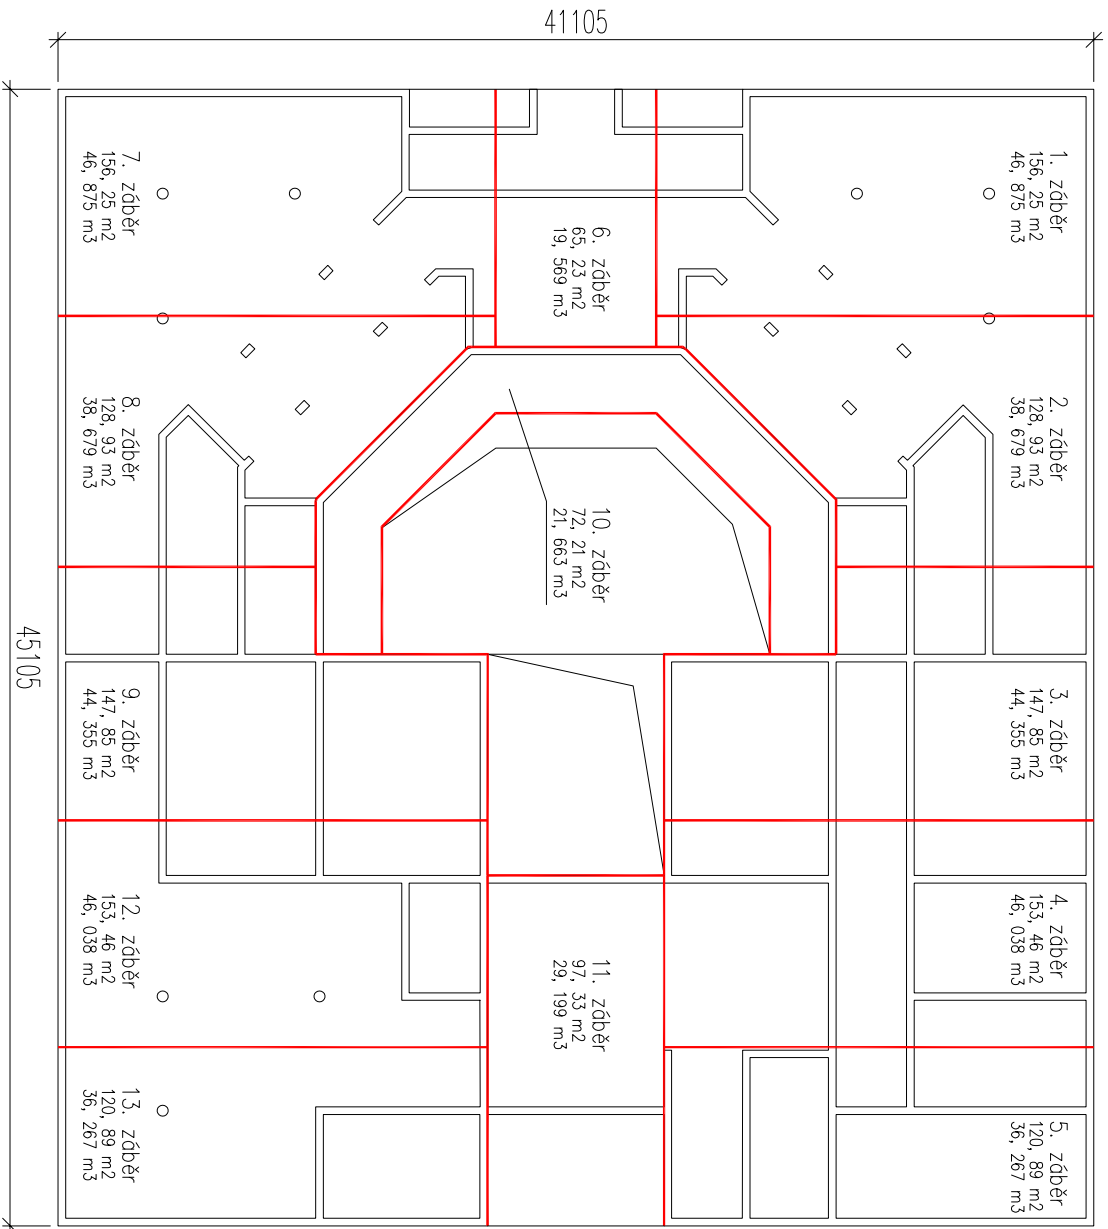 41105
45105
1. záběr
156, 25 m2
46, 875 m3
2. záběr
128, 93 m2
38, 679 m3
3. záběr
147, 85 m2
44, 355 m3
4. záběr
153, 46 m2
46, 038 m3
5. záběr
120, 89 m2
36, 267 m3
6. záběr
65, 23 m2
19, 569 m3
10. záběr
72, 21 m2
21, 663 m3
11. záběr
97, 33 m2
29, 199 m3
7. záběr
156, 25 m2
46, 875 m3
8. záběr
128, 93 m2
38, 679 m3
9. záběr
147, 85 m2
44, 355 m3
12. záběr
153, 46 m2
46, 038 m3
13. záběr
120, 89 m2
36, 267 m3